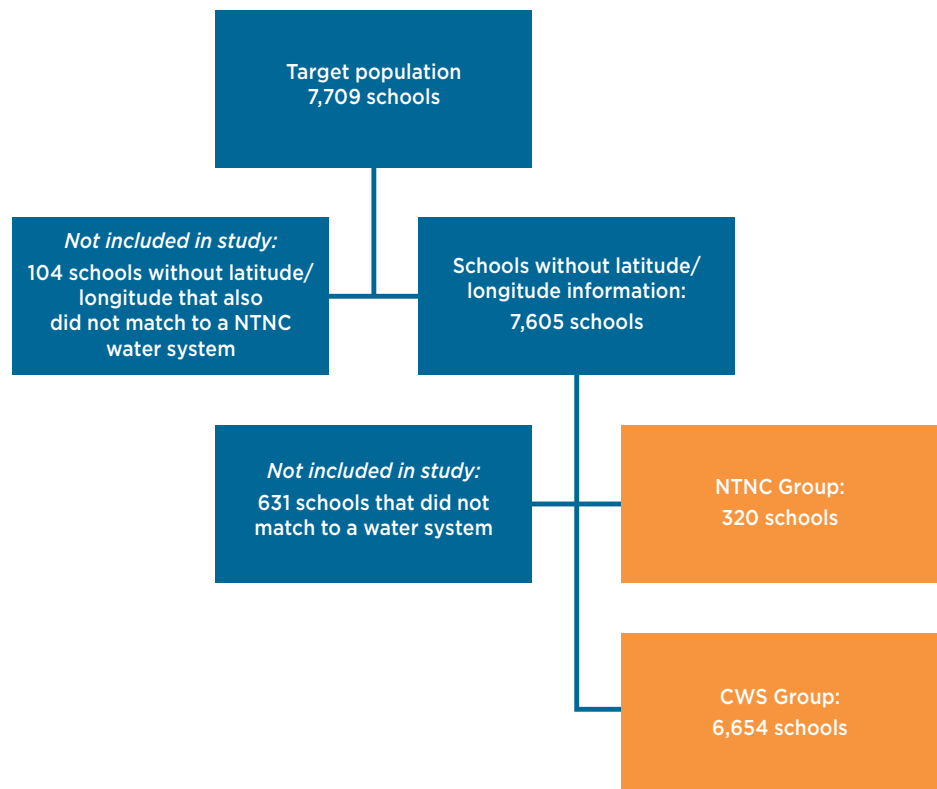 Target population
7,709 schools
Not included in study:
104 schools without latitude/
longitude that also
did not match to a NTNC
water system
Schools without latitude/
longitude information:
7,605 schools
Not included in study:
631 schools that did not
match to a water system
NTNC Group:
320 schools
CWS Group:
6,654 schools